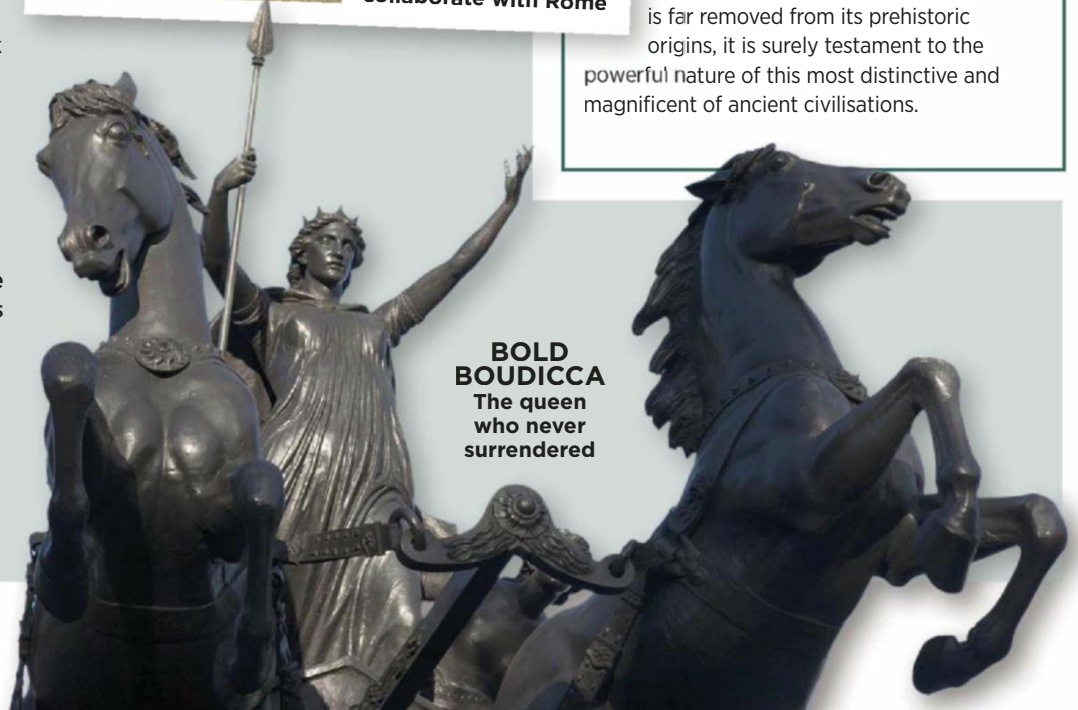 collaborate with Rome
is far removed from its prehistoric
origins, it is surely testament to the
powerful nature of this most distinctive and
magnificent of ancient civilisations.
BOLD
BOUDICCA
The queen
who never
surrendered